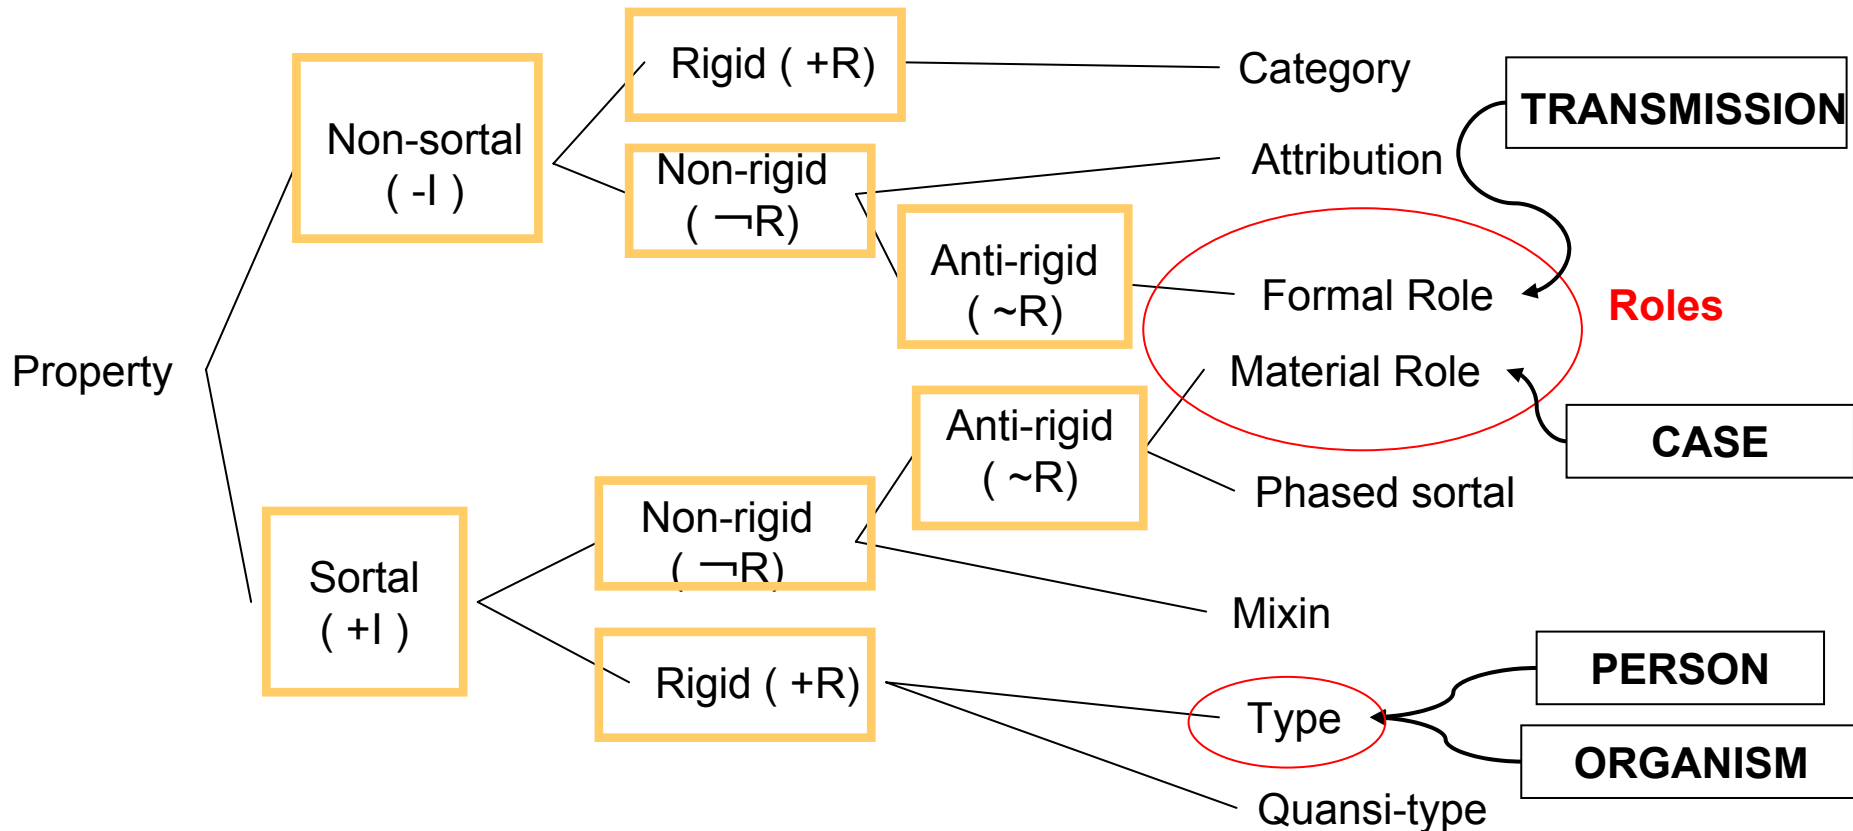 Rigid ( +R)
Category
TRANSMISSION
Non-sortal
( -I )
Attribution
Non-rigid
( ¬R)
Anti-rigid
( ~R)
Formal Role
Roles
Property
Material Role
Anti-rigid
( ~R)
CASE
Phased sortal
Non-rigid
( ¬R)
Sortal
( +I )
Mixin
Rigid ( +R)
PERSON
Type
ORGANISM
Quansi-type